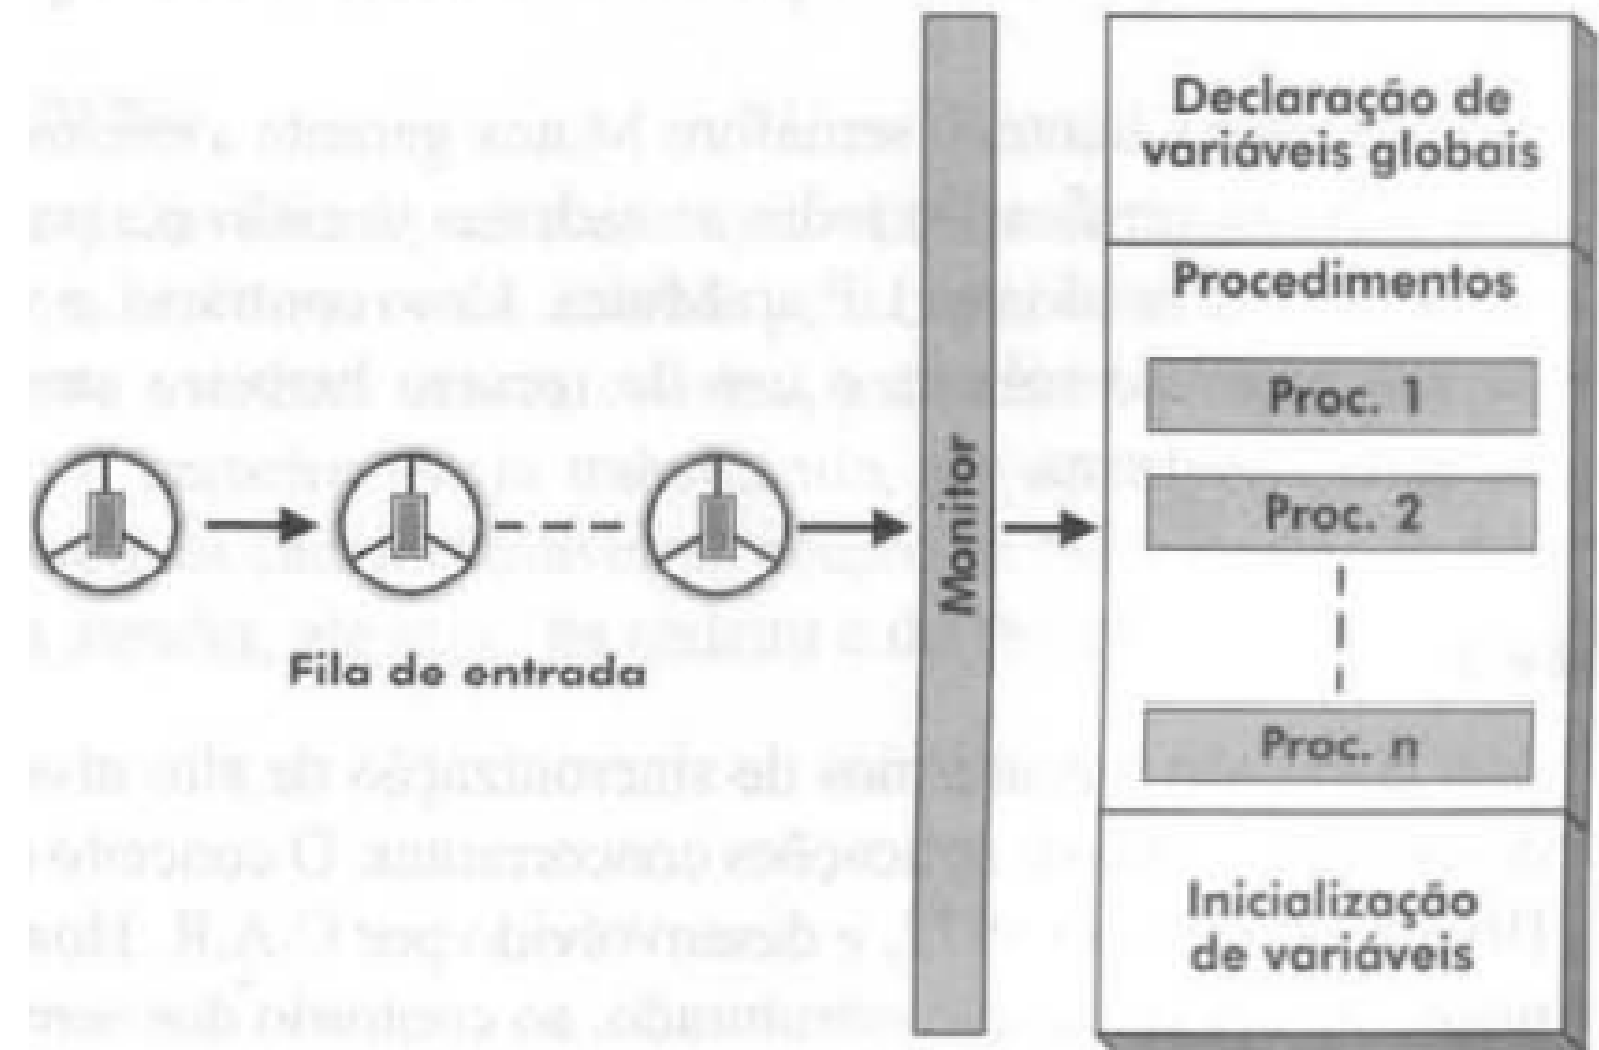 Declaração de
variáveis globais
Procedimentos
Proc. 1
Proc. 2
Proc. n
Inicialização
de variáveis
Monitor
Fila de entrada